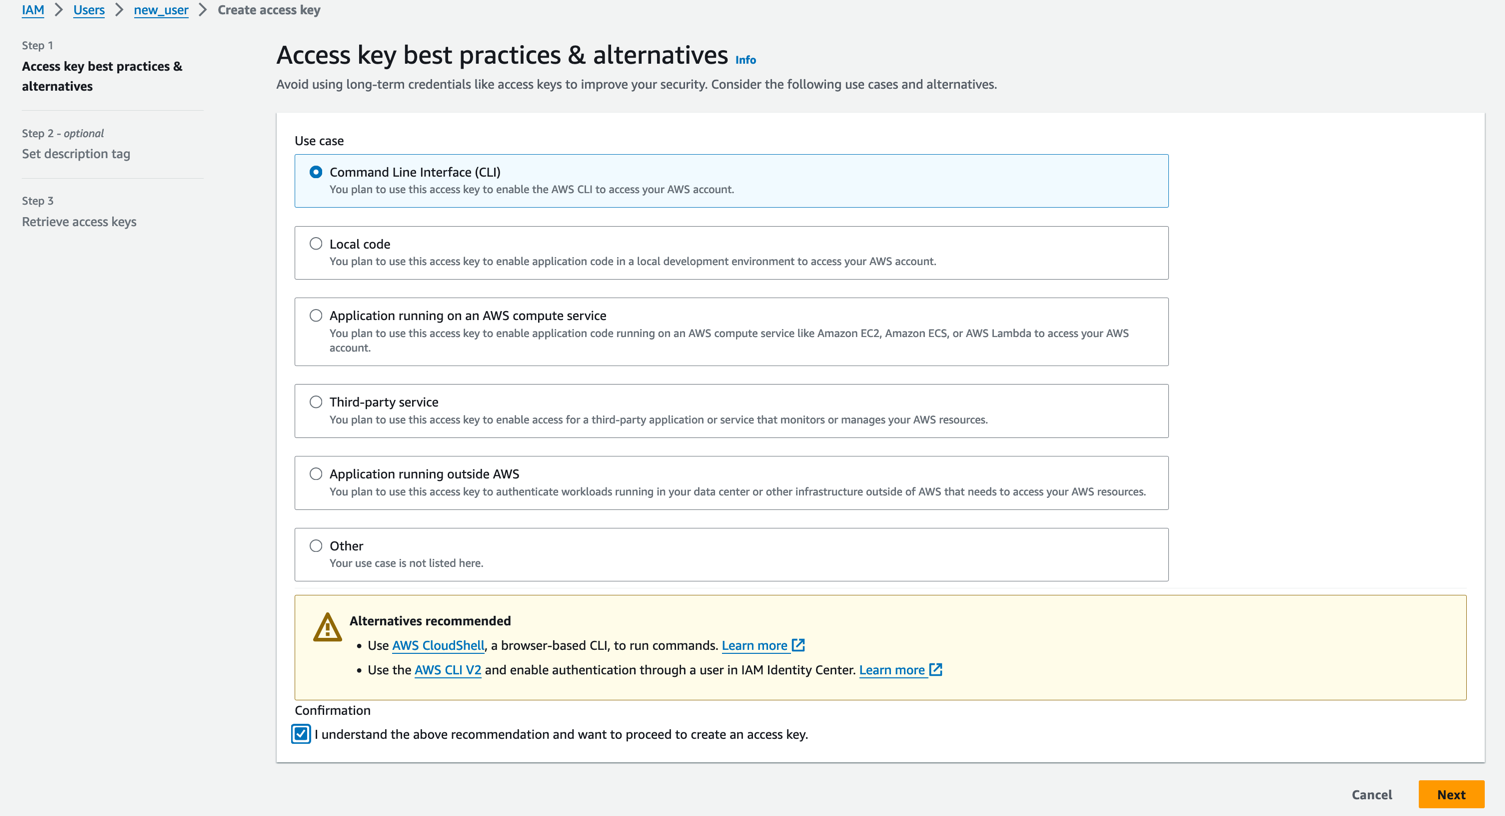 IAM > Users > new_user > Create access key
Step 1
Access key best practices &
alternatives
Step 2 - optional
Set description tag
Step 3
Retrieve access keys
Access key best practices & alternatives Info
Avoid using long-term credentials like access keys to improve your security. Consider the following use cases and alternatives.
Use case
Command Line Interface (CLI)
You plan to use this access key to enable the AWS CLI to access your AWS account.
Local code
You plan to use this access key to enable application code in a local development environment to access your AWS account.
Application running on an AWS compute service
You plan to use this access key to enable application code running on an AWS compute service like Amazon EC2, Amazon ECS, or AWS Lambda to access your AWS
account.
Third-party service
You plan to use this access key to enable access for a third-party application or service that monitors or manages your AWS resources.
Application running outside AWS
You plan to use this access key to authenticate workloads running in your data center or other infrastructure outside of AWS that needs to access your AWS resources.
Other
Your use case is not listed here.
Alternatives recommended
• Use AWS CloudShell, a browser-based CLI, to run commands. Learn more
• Use the AWS CLI V2 and enable authentication through a user in IAM Identity Center. Learn more
Confirmation
I understand the above recommendation and want to proceed to create an access key.
Cancel
Next